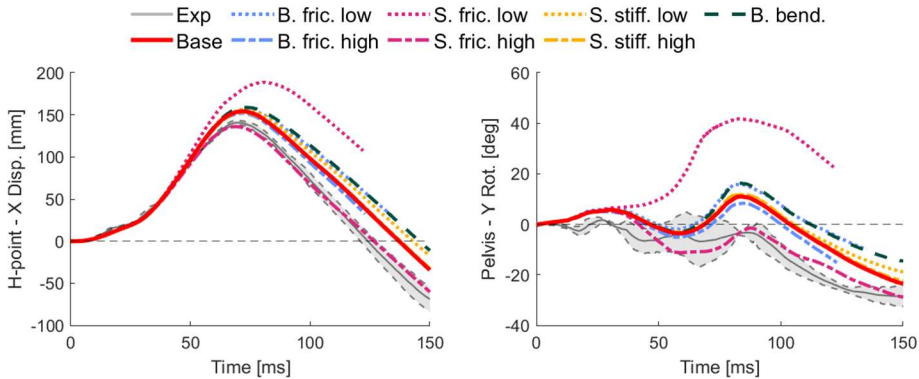 Exp B. fric. low S. fric. low S. stiff. low B. bend.
Base B. fric. high S. fric. high S. stiff. high
H-point - X Disp. [mm]
200
150
100
50
0
-50
-100
0 50 100 150
Time [ms]
Pelvis - Y Rot. [deg]
60
40
20
0
-20
-40
0 50 100 150
Time [ms]